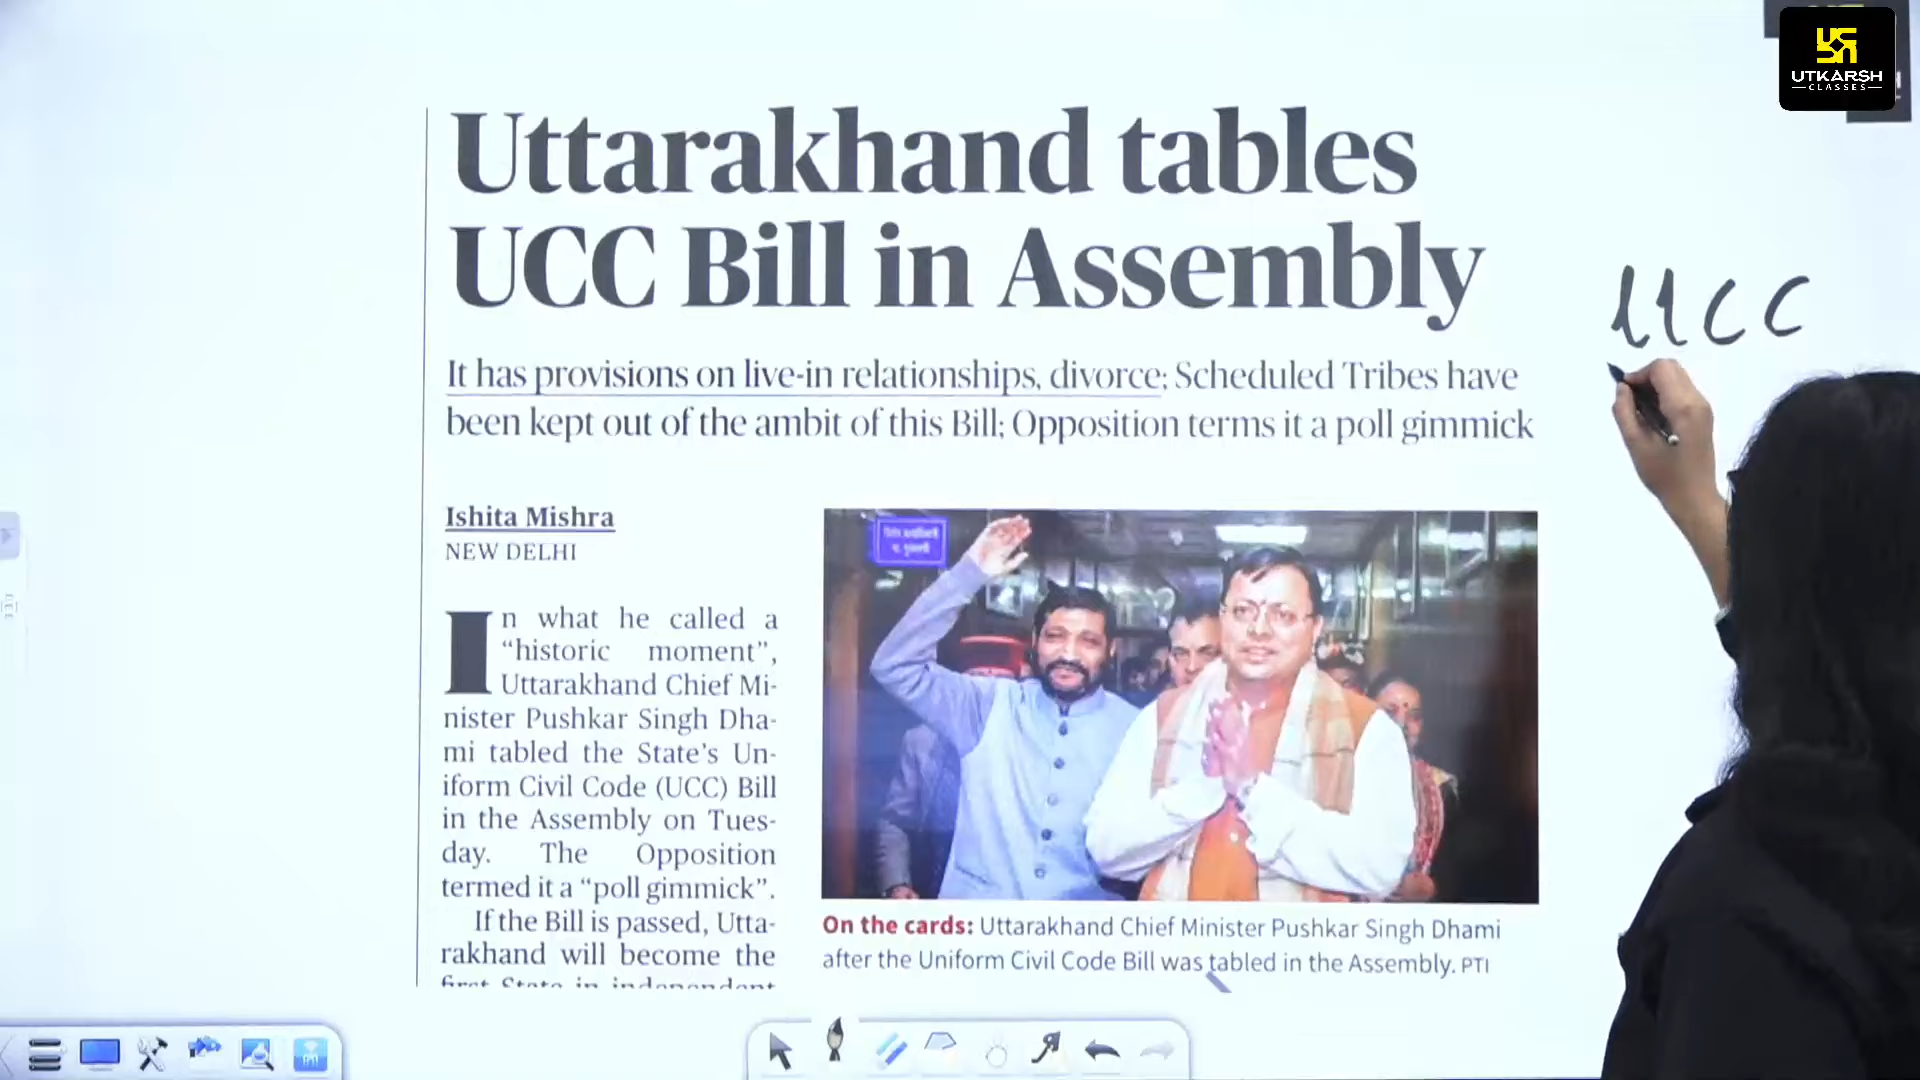 UTKARSH
CLASSES
Uttarakhand tables
UCC Bill in Assembly
UCC
It has provisions on live-in relationships, divorce; Scheduled Tribes have
been kept out of the ambit of this Bill; Opposition terms it a poll gimmick
Ishita Mishra
NEW DELHI
In what he called a
“historic moment”,
Uttarakhand Chief Mi-
nister Pushkar Singh Dha-
mi tabled the State’s Un-
iform Civil Code (UCC) Bill
in the Assembly on Tues-
day. The Opposition
termed it a “poll gimmick”.
If the Bill is passed, Utta-
rakhand will become the
first State in independent
On the cards: Uttarakhand Chief Minister Pushkar Singh Dhami
after the Uniform Civil Code Bill was tabled in the Assembly. PTI